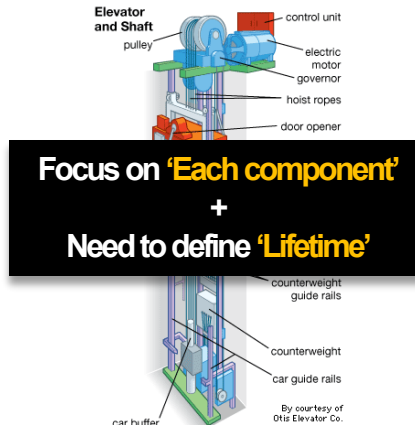 Elevator
and Shaft
pulley
control unit
electric
motor
governor
hoist ropes
door opener
Focus on ‘Each component’
+
Need to define ‘Lifetime’
counterweight
guide rails
counterweight
car guide rails
By courtesy of
Otis Elevator Co.
car buffer